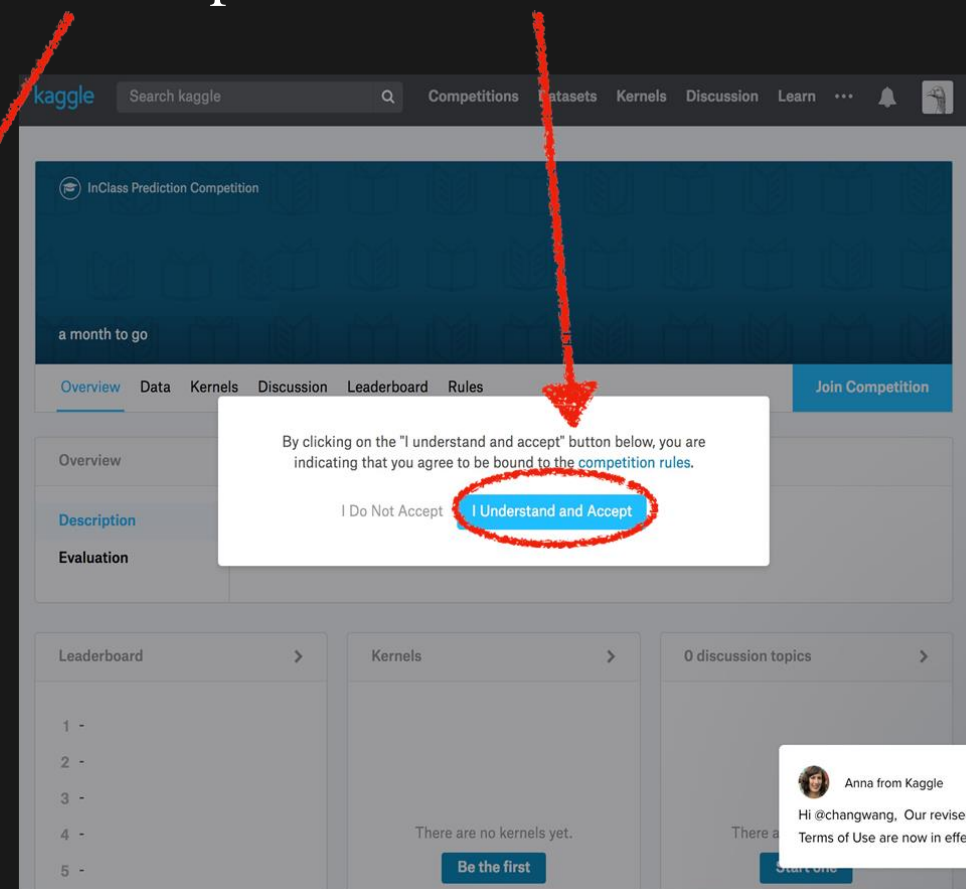 kaggle Search kaggle Competitions Datasets Kernels Discussion Learn
InClass Prediction Competition
a month to go
Overview Data Kernels Discussion Leaderboard Rules Join Competition
By clicking on the "I understand and accept" button below, you are
indicating that you agree to be bound to the competition rules.
I Do Not Accept I Understand and Accept
Overview
Description
Evaluation
Leaderboard Kernels 0 discussion topics
1 -
2 -
3 -
4 -
5 -
There are no kernels yet.
Be the first
There
Start one
Anna from Kaggle
Hi @changwang, Our
Terms of Use are now in